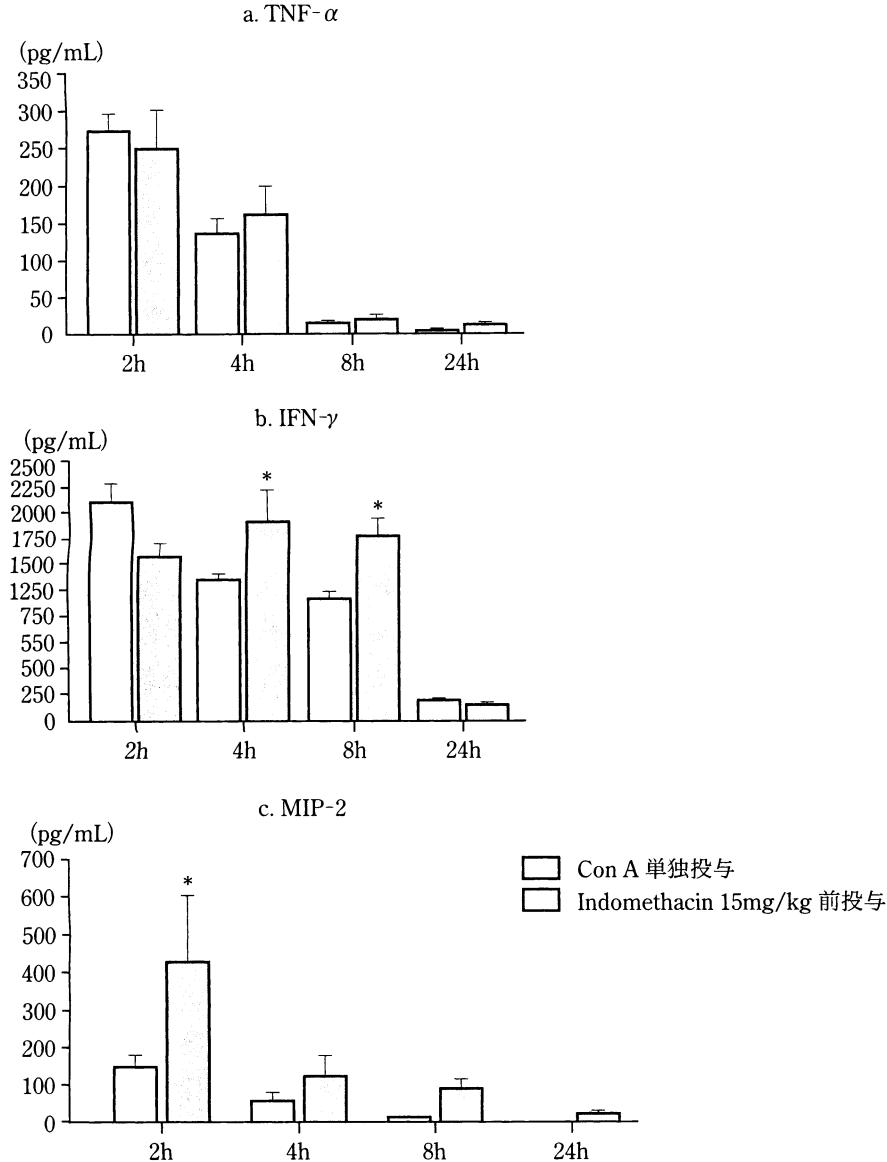 a. TNF-α
(pg/mL)
350
300
250
200
150
100
50
0
2h 4h 8h 24h
b. IFN-γ
(pg/mL)
2500
2250
2000
1750
1500
1250
750
550
500
250
0
* *
2h 4h 8h 24h
c. MIP-2
(pg/mL)
700
600
500
400
300
200
100
0
*
2h 4h 8h 24h
Con A 単独投与
Indomethacin 15mg/kg 前投与